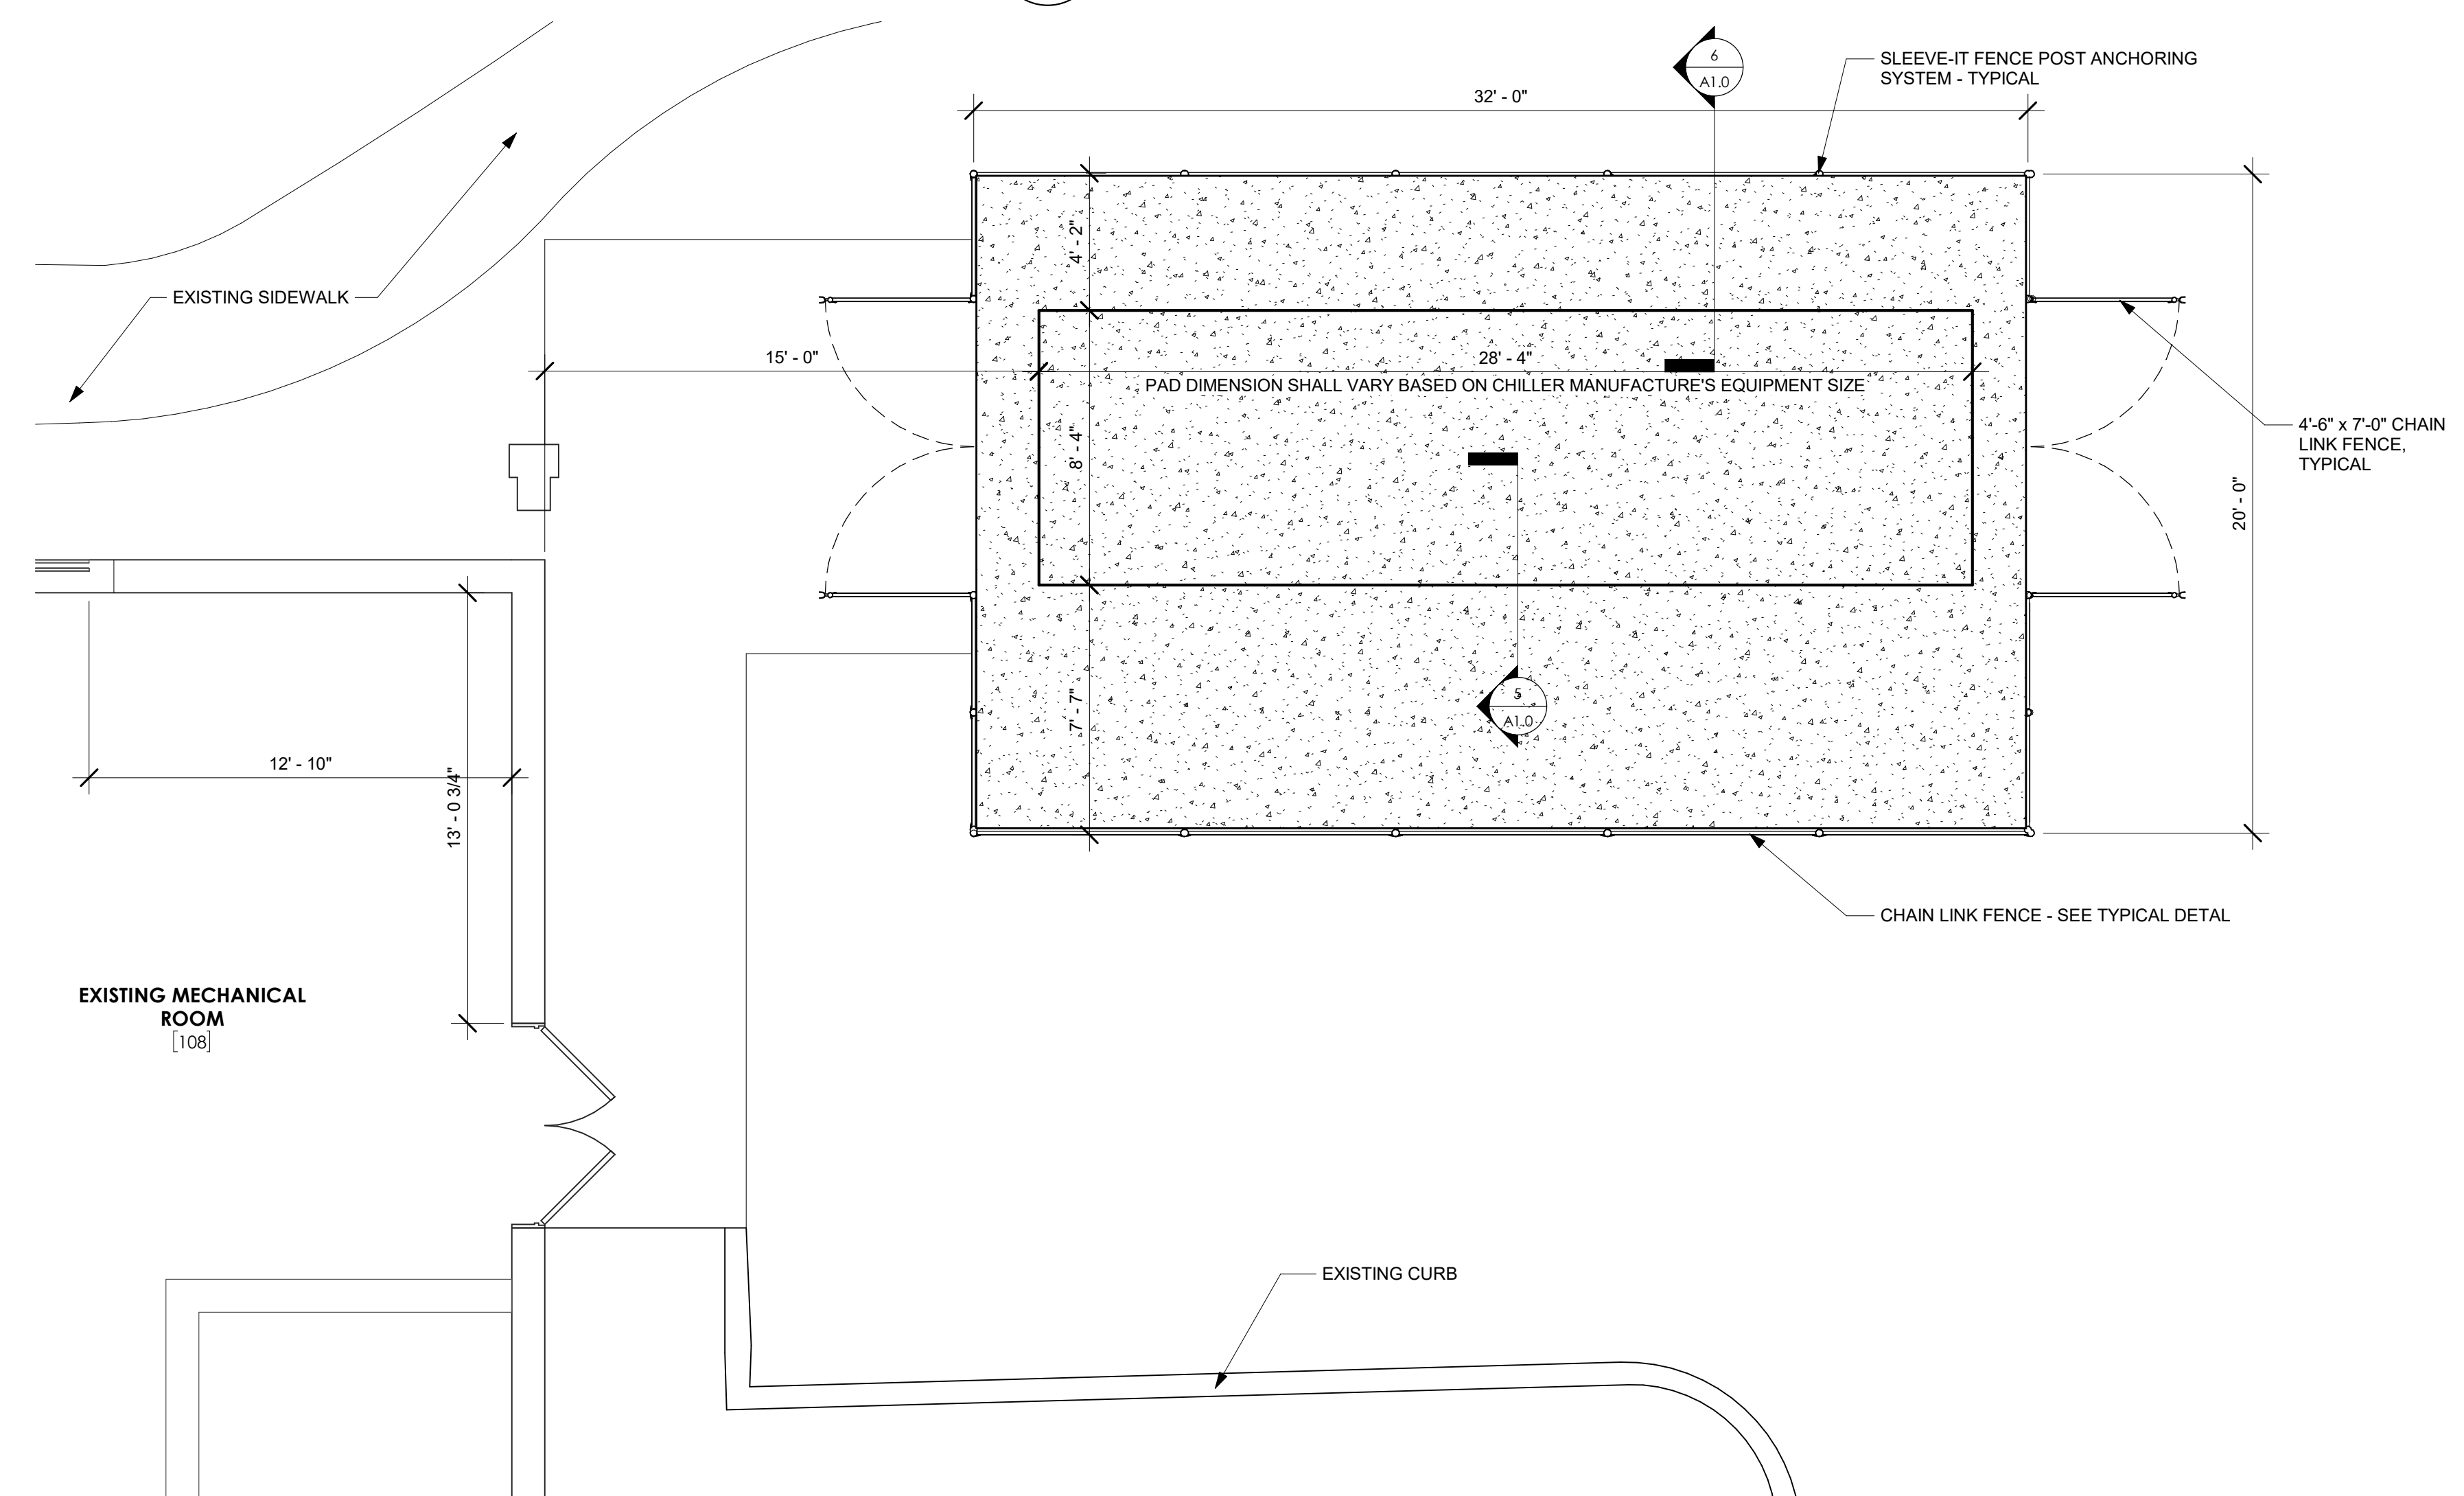 6
A1.0
SLEEVE-IT FENCE POST ANCHORING
SYSTEM - TYPICAL
32' - 0"
4' - 2"
EXISTING SIDEWALK
15' - 0"
28' - 4"
PAD DIMENSION SHALL VARY BASED ON CHILLER MANUFACTURE'S EQUIPMENT SIZE
4'-6" x 7'-0" CHAIN
LINK FENCE,
TYPICAL
8' - 4"
20' - 0"
7' - 7"
5
A1.0
12' - 10"
13' - 0 3/4"
CHAIN LINK FENCE - SEE TYPICAL DETAL
EXISTING MECHANICAL
ROOM
108
EXISTING CURB